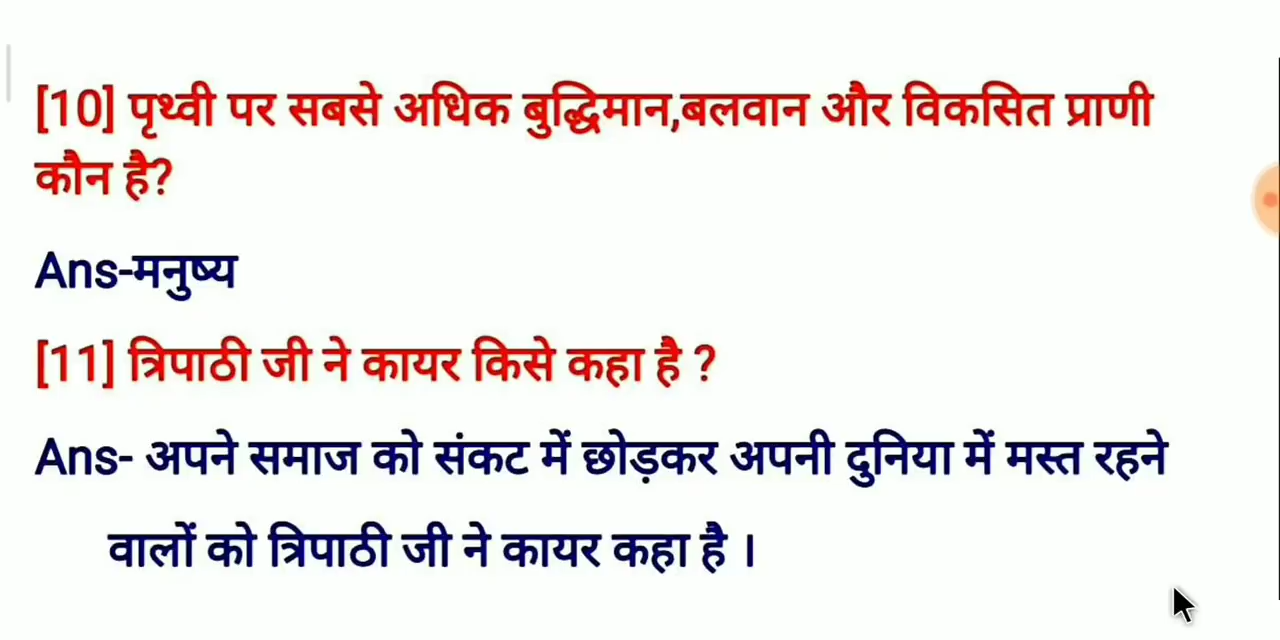 [10] पृथ्वी पर सबसे अधिक बुद्धिमान,बलवान और विकसित प्राणी
कौन है?
Ans-मनुष्य
[11] त्रिपाठी जी ने कायर किसे कहा है ?
Ans- अपने समाज को संकट में छोड़कर अपनी दुनिया में मस्त रहने
वालों को त्रिपाठी जी ने कायर कहा है ।